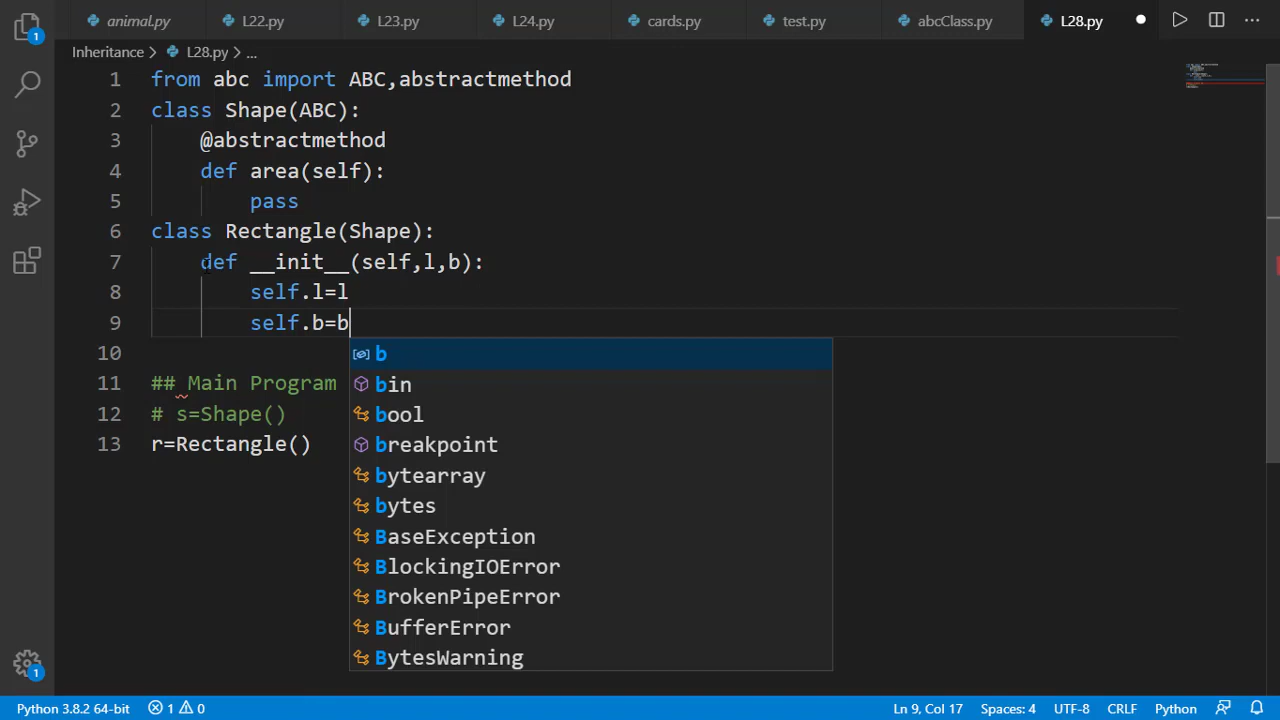 animal.py L22.py L23.py L24.py cards.py test.py abcClass.py L28.py
Inheritance > L28.py > ...
1 from abc import ABC,abstractmethod
2 class Shape(ABC):
3 @abstractmethod
4 def area(self):
5 pass
6 class Rectangle(Shape):
7 def __init__(self,l,b):
8 self.l=l
9 self.b=b
b
10
bin
11 ## Main Program
bool
12 # s=Shape()
breakpoint
13 r=Rectangle()
bytearray
bytes
BaseException
BlockingIOError
BrokenPipeError
BufferError
BytesWarning
1
1
Python 3.8.2 64-bit 1 0 Ln 9, Col 17 Spaces: 4 UTF-8 CRLF Python